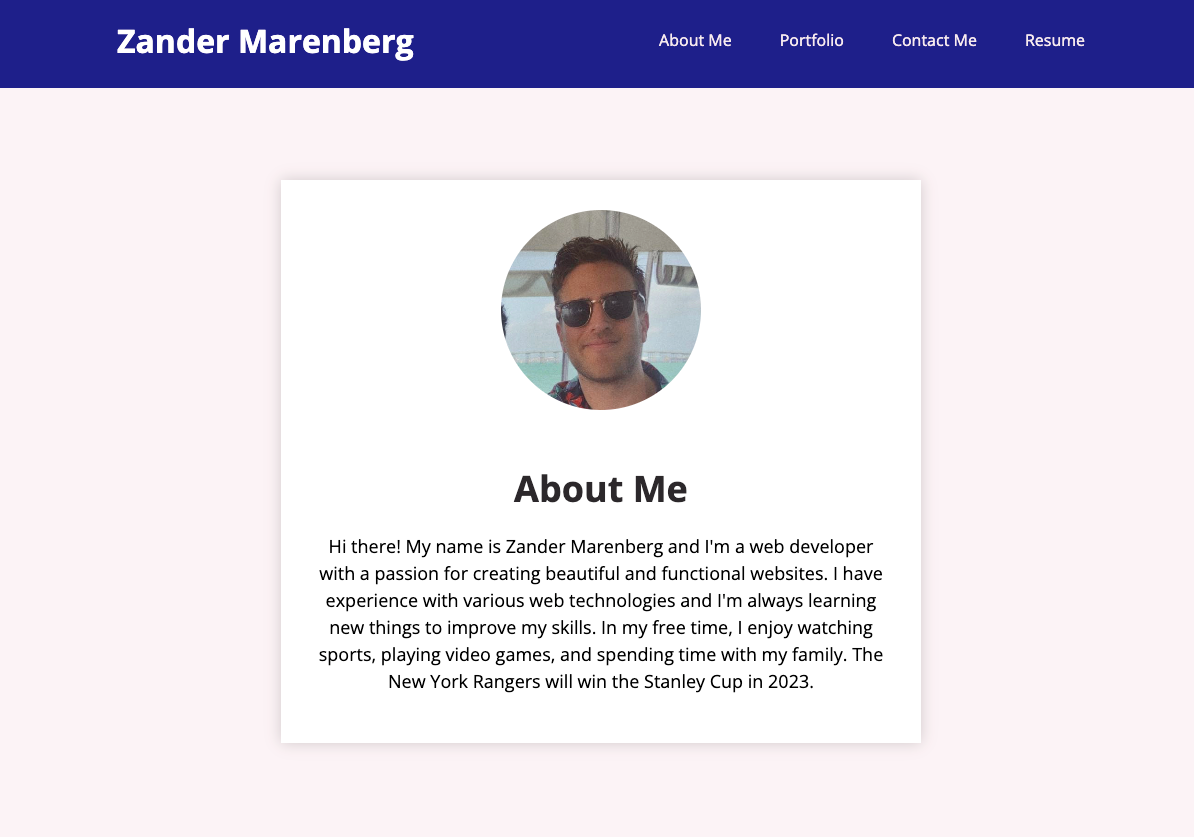 Zander Marenberg
About Me Portfolio Contact Me Resume
About Me
Hi there! My name is Zander Marenberg and I'm a web developer
with a passion for creating beautiful and functional websites. I have
experience with various web technologies and I'm always learning
new things to improve my skills. In my free time, I enjoy watching
sports, playing video games, and spending time with my family. The
New York Rangers will win the Stanley Cup in 2023.